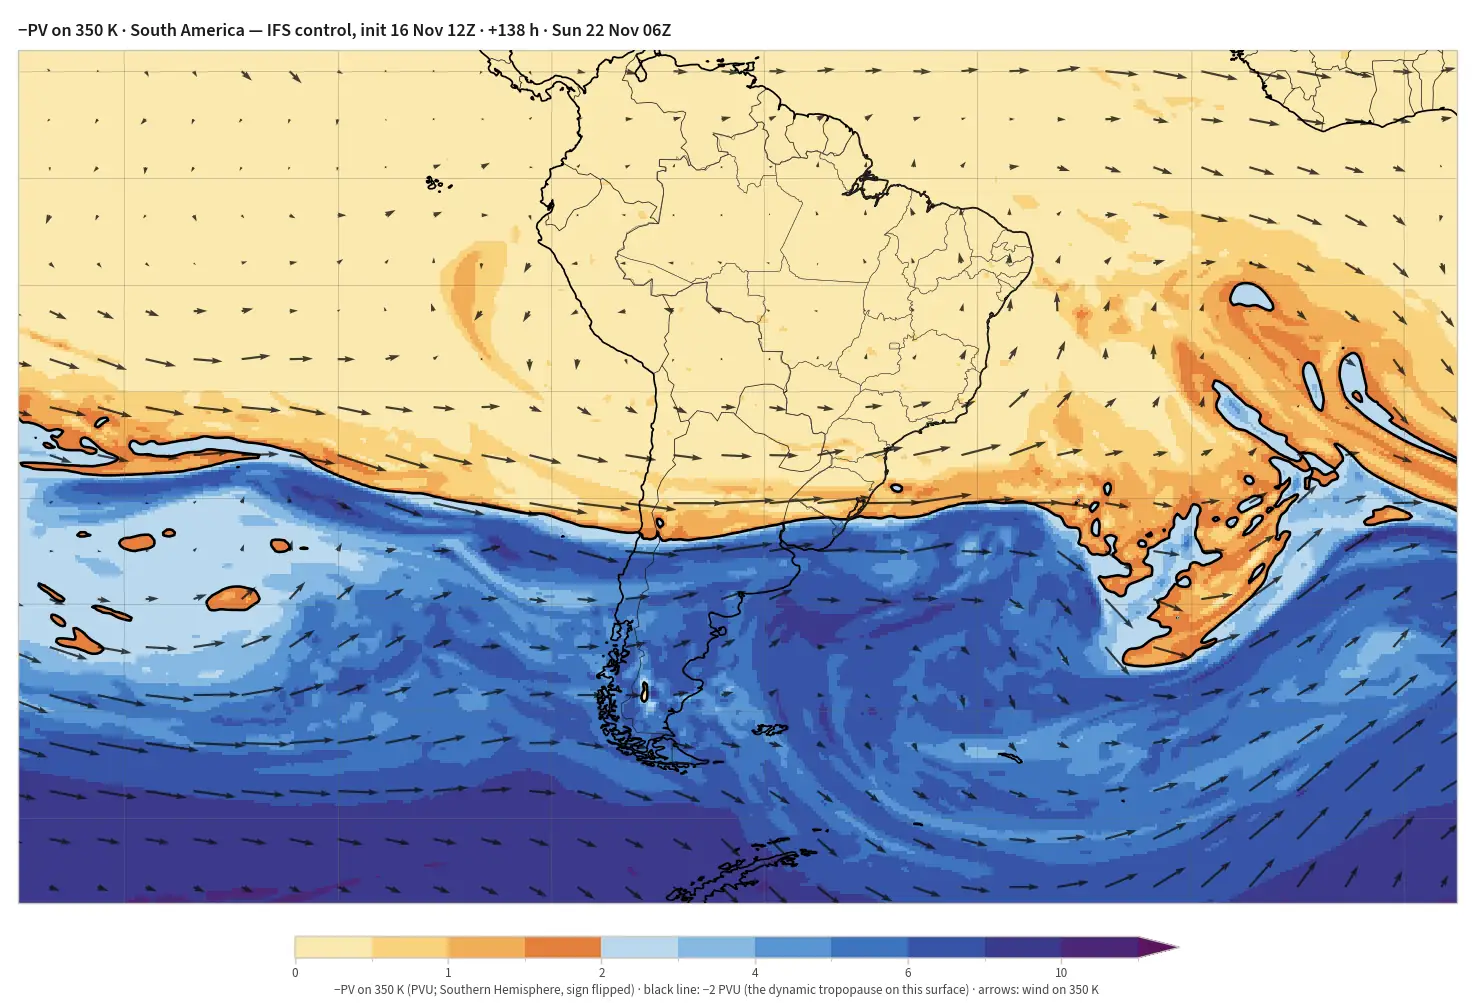 −PV on 350 K · South America — IFS control, init 16 Nov 12Z · +138 h · Sun 22 Nov 06Z
0 1 2 4 6 10
−PV on 350 K (PVU; Southern Hemisphere, sign flipped) · black line: −2 PVU (the dynamic tropopause on this surface) · arrows: wind on 350 K